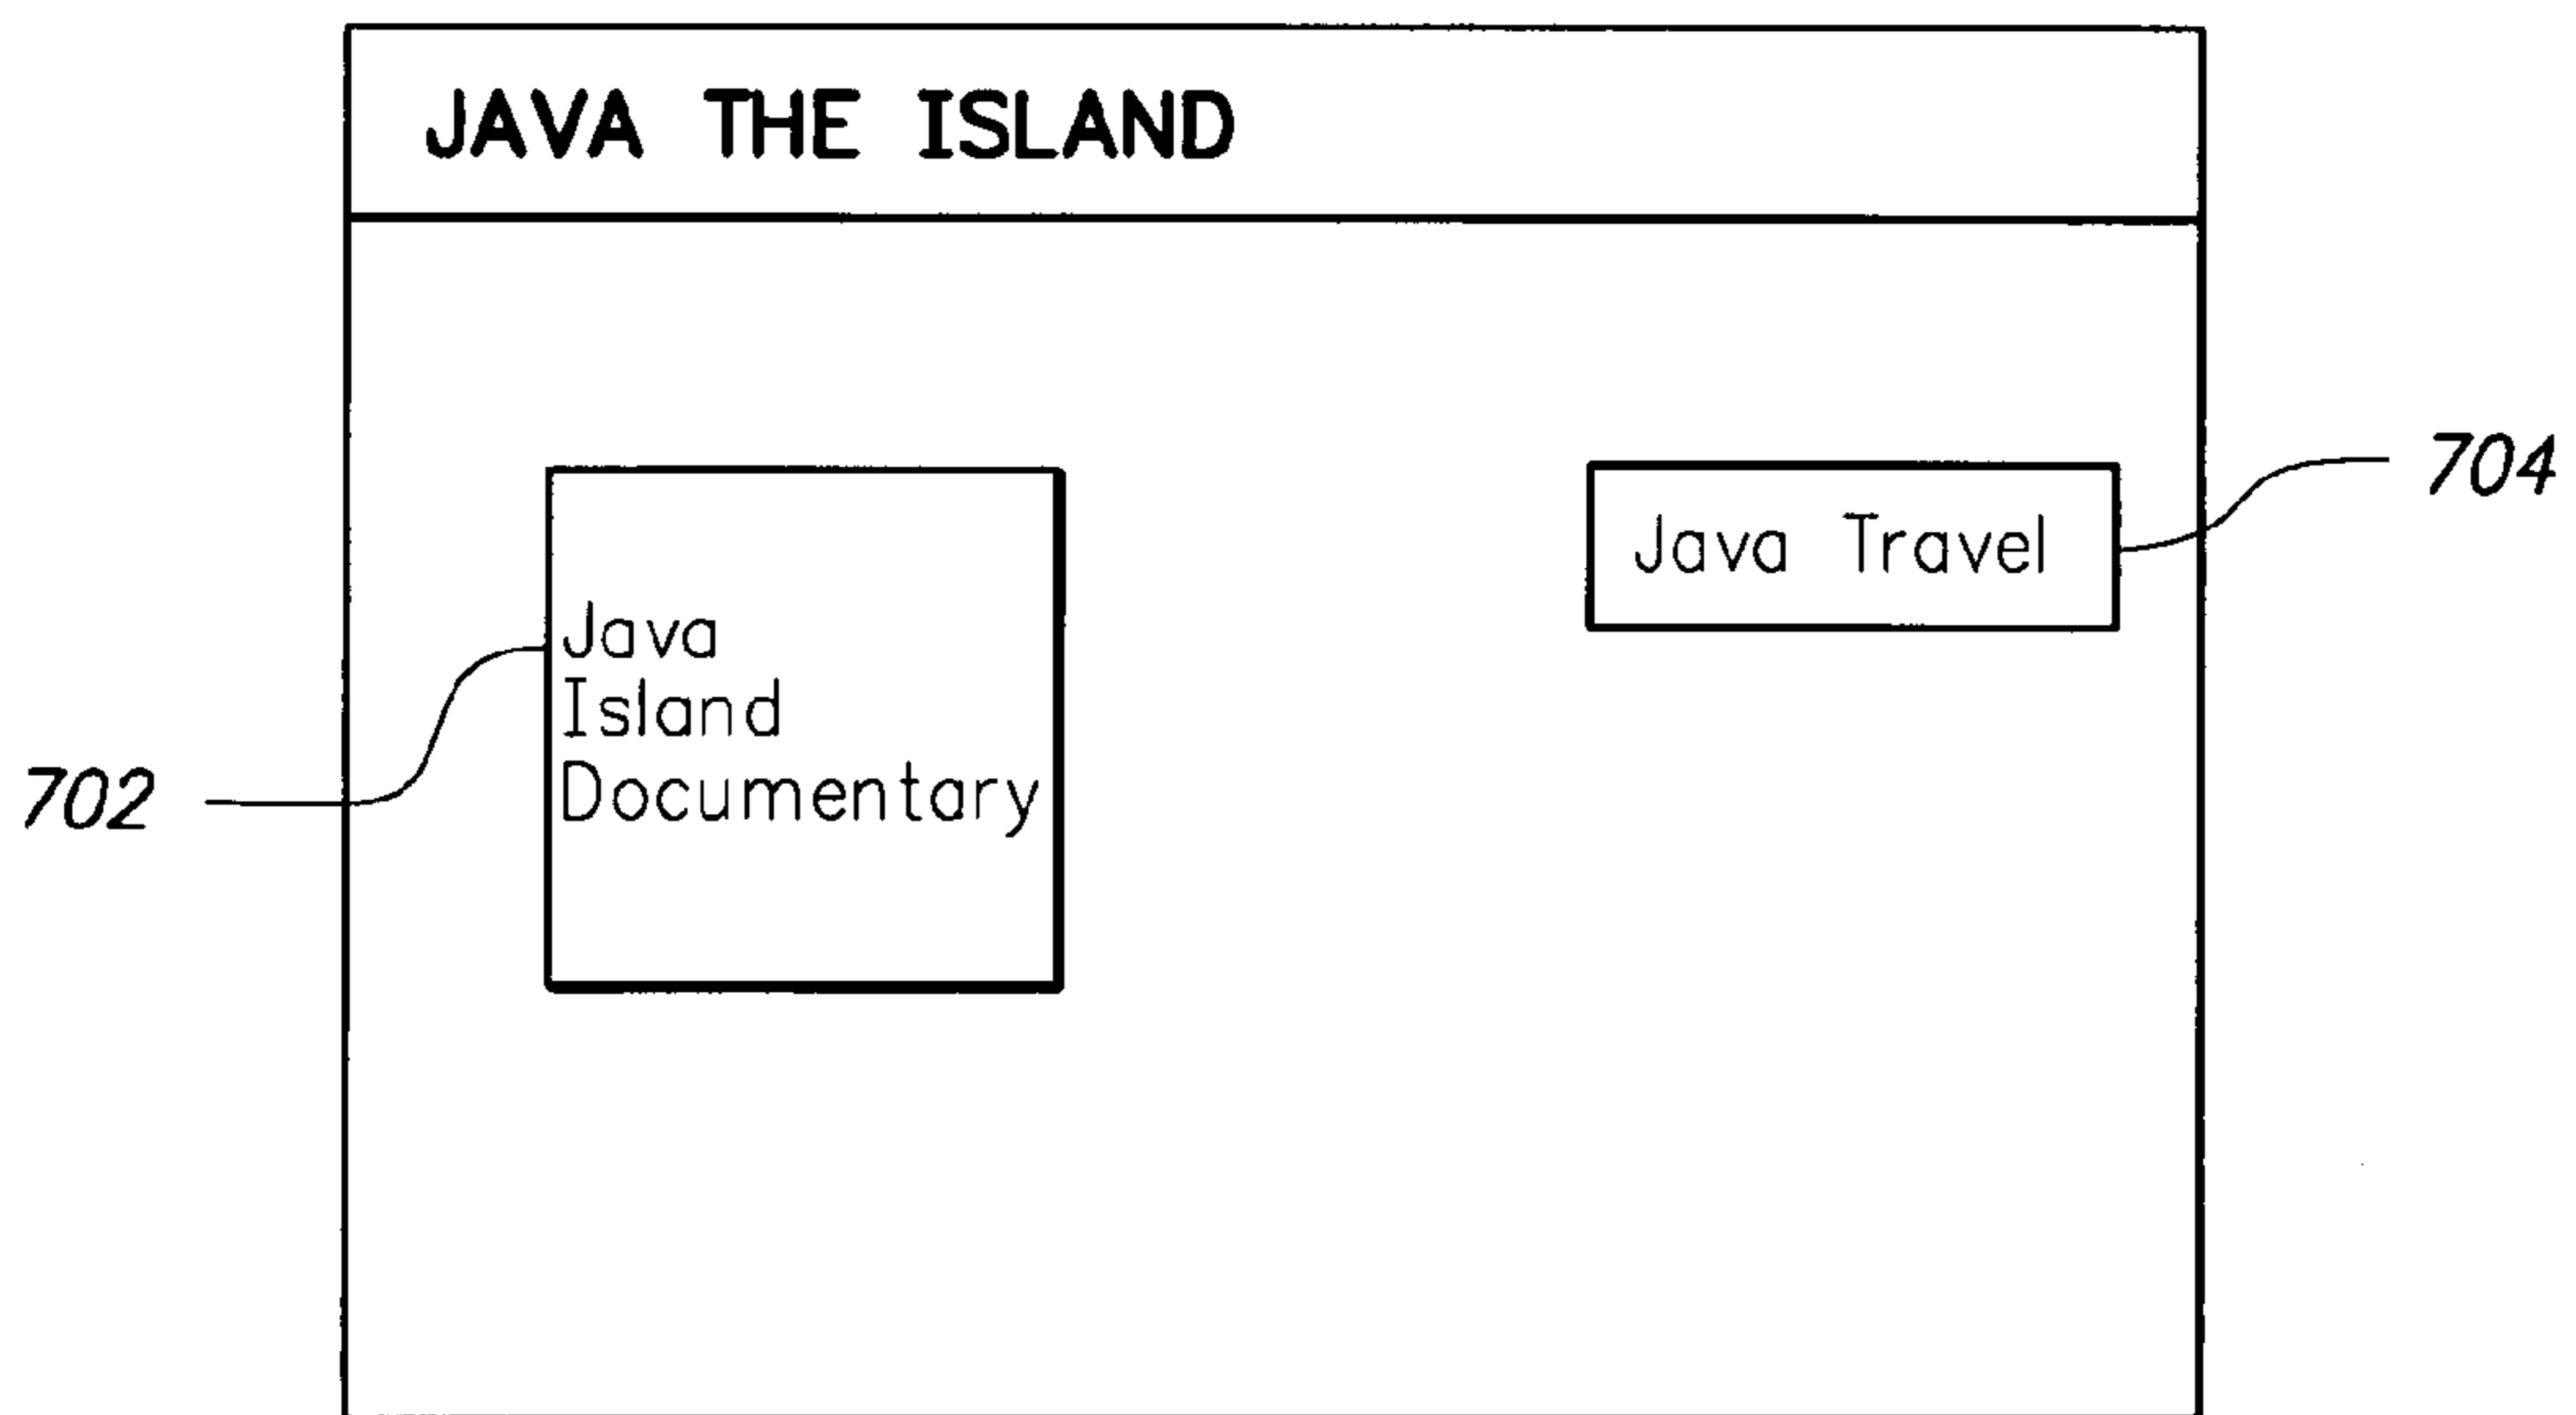 JAVA THE ISLAND
Java Travel
704
Java
Island
Documentary
702